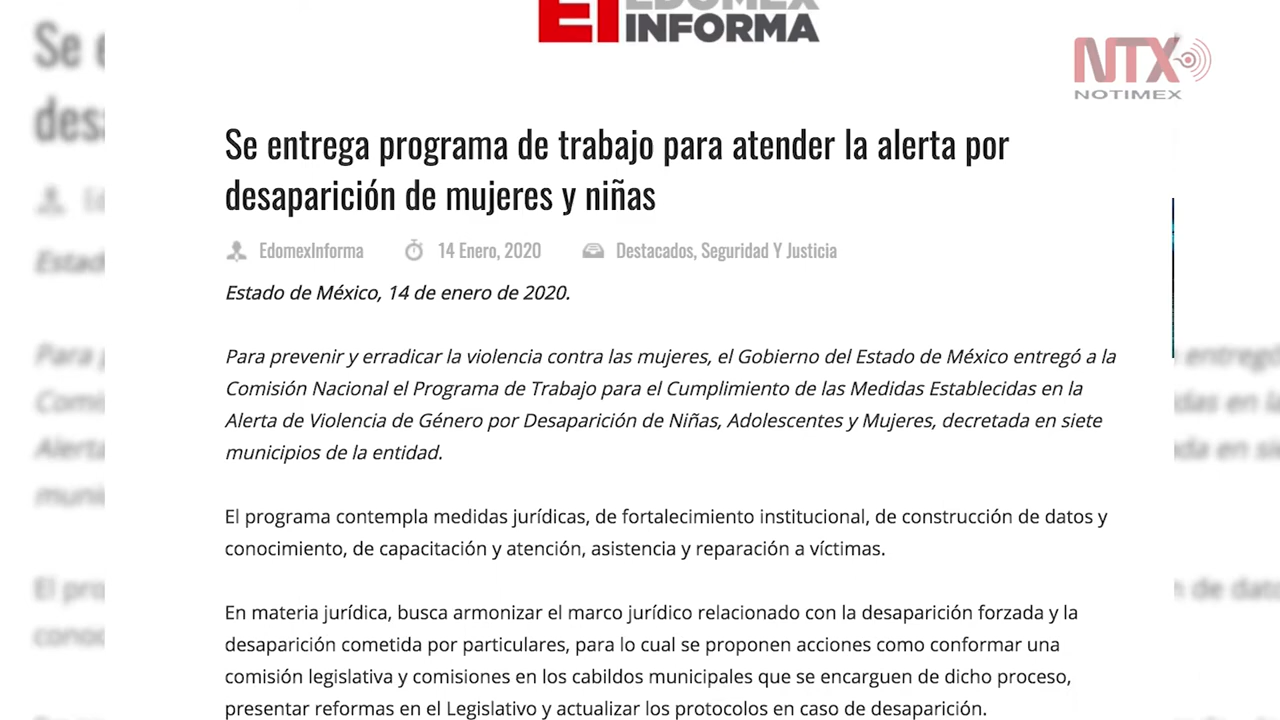 EI EDOMEX
INFORMA
NTX
NOTIMEX
Se entrega programa de trabajo para atender la alerta por
desaparición de mujeres y niñas
EdomexInforma 14 Enero, 2020 Destacados, Seguridad Y Justicia
Estado de México, 14 de enero de 2020.
Para prevenir y erradicar la violencia contra las mujeres, el Gobierno del Estado de México entregó a la
Comisión Nacional el Programa de Trabajo para el Cumplimiento de las Medidas Establecidas en la
Alerta de Violencia de Género por Desaparición de Niñas, Adolescentes y Mujeres, decretada en siete
municipios de la entidad.
El programa contempla medidas jurídicas, de fortalecimiento institucional, de construcción de datos y
conocimiento, de capacitación y atención, asistencia y reparación a víctimas.
En materia jurídica, busca armonizar el marco jurídico relacionado con la desaparición forzada y la
desaparición cometida por particulares, para lo cual se proponen acciones como conformar una
comisión legislativa y comisiones en los cabildos municipales que se encarguen de dicho proceso,
presentar reformas en el Legislativo y actualizar los protocolos en caso de desaparición.